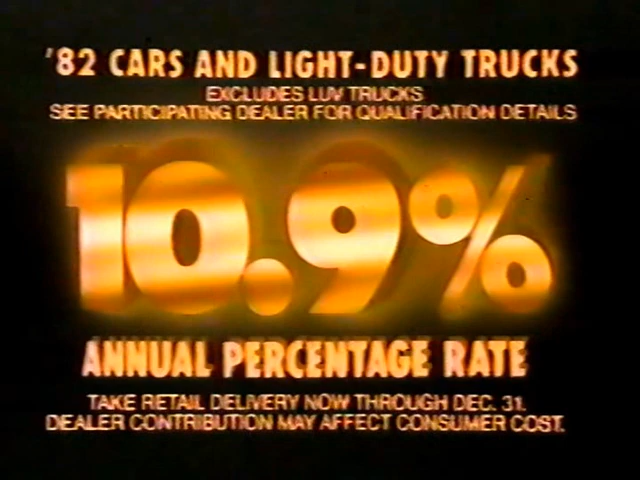 '82 CARS AND LIGHT-DUTY TRUCKS
EXCLUDES LUV TRUCKS
SEE PARTICIPATING DEALER FOR QUALIFICATION DETAILS
10.9%
ANNUAL PERCENTAGE RATE
TAKE RETAIL DELIVERY NOW THROUGH DEC. 31.
DEALER CONTRIBUTION MAY AFFECT CONSUMER COST.